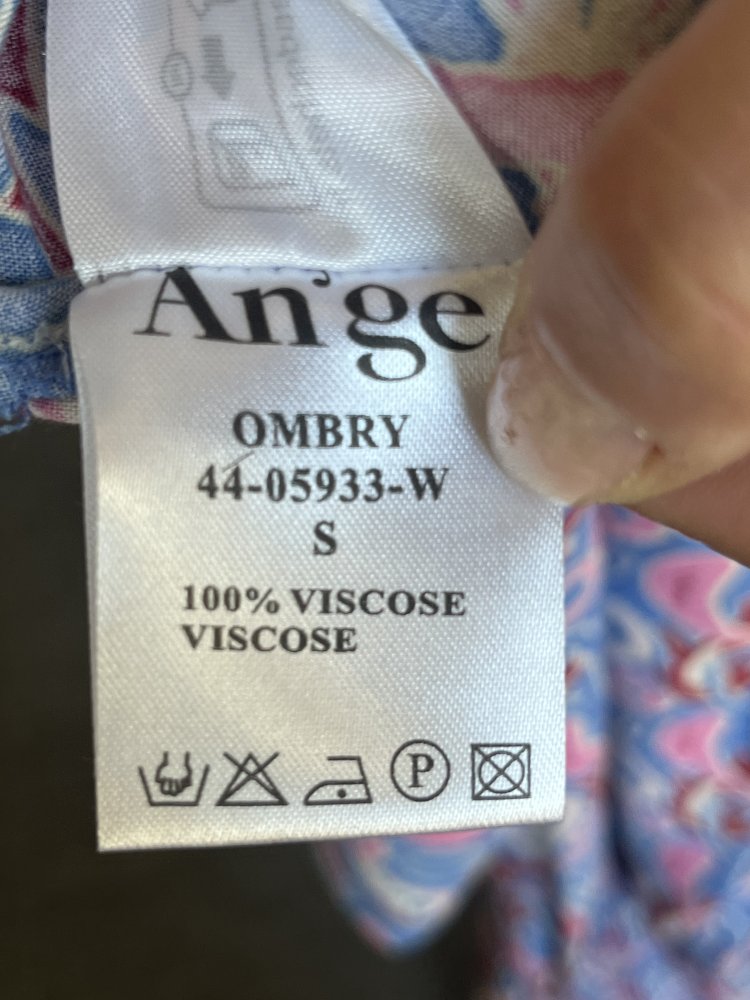 An'ge
OMBRY
44-05933-W
S
100% VISCOSE
VISCOSE
P